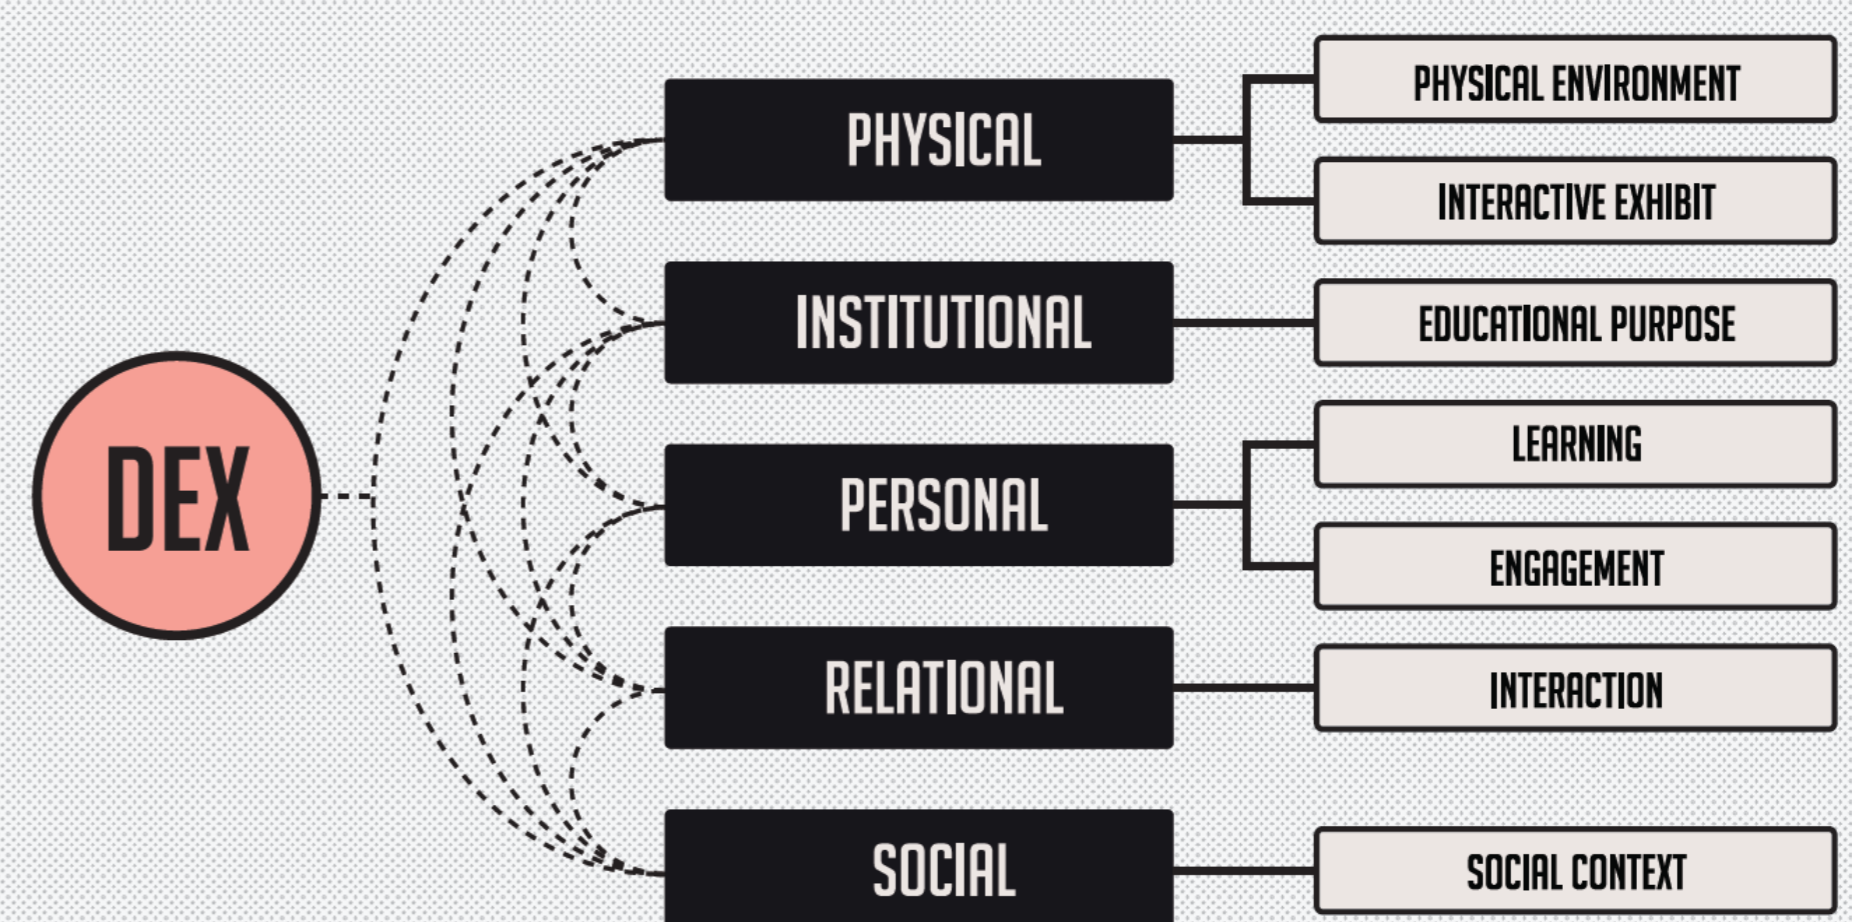 DEX
PHYSICAL
PHYSICAL ENVIRONMENT
INTERACTIVE EXHIBIT
INSTITUTIONAL
EDUCATIONAL PURPOSE
PERSONAL
LEARNING
ENGAGEMENT
RELATIONAL
INTERACTION
SOCIAL
SOCIAL CONTEXT